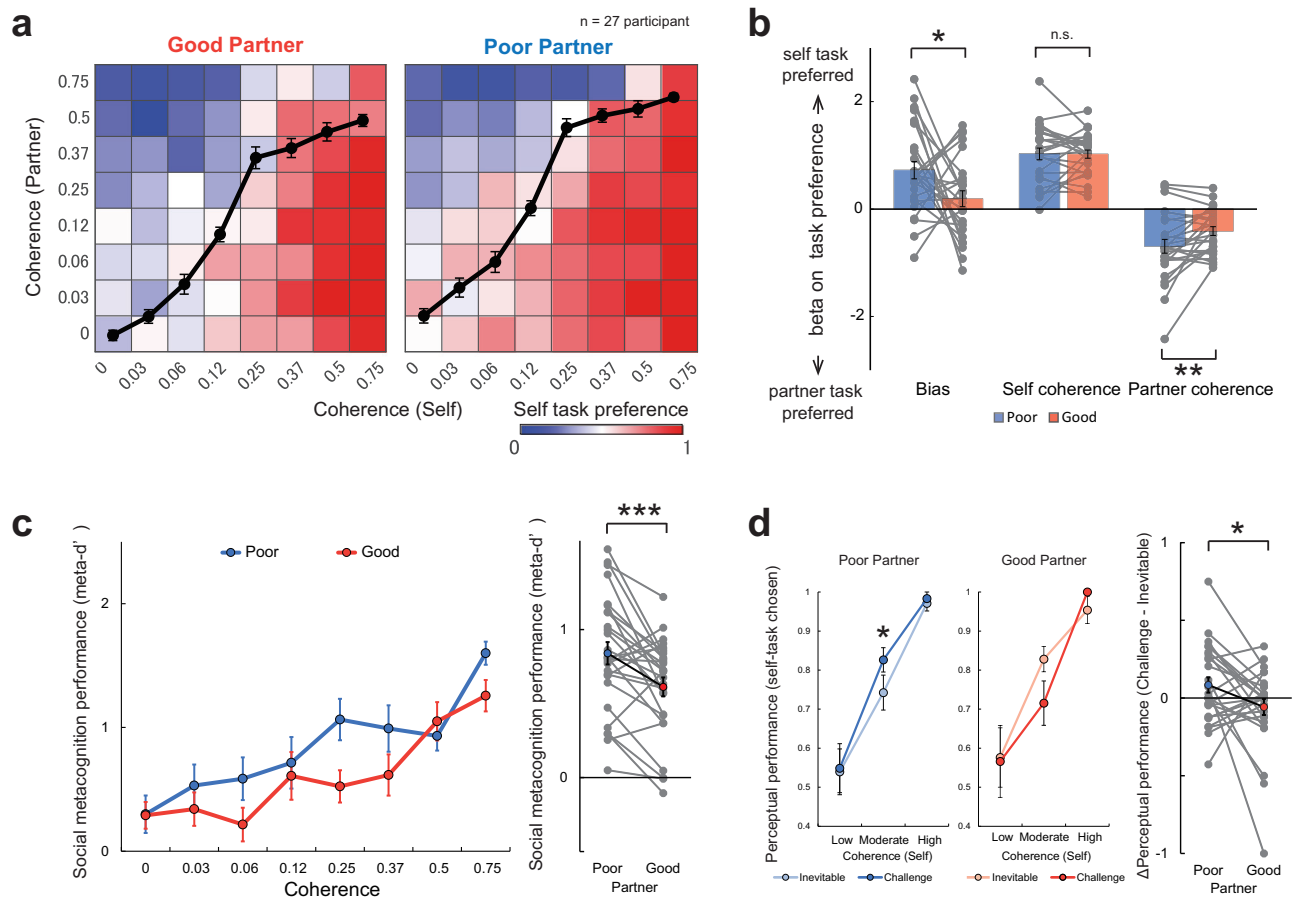 a
n = 27 participant
Good Partner
Poor Partner
Coherence (Partner)
0.75
0.5
0.37
0.25
0.12
0.06
0.03
0
0 0.03 0.06 0.12 0.25 0.37 0.5 0.75
0 0.03 0.06 0.12 0.25 0.37 0.5 0.75
Coherence (Self)
Self task preference
0 1
b
self task
preferred
beta on task preference
partner task
preferred
*
n.s.
**
2
0
-2
Bias Self coherence Partner coherence
Poor Good
c
Social metacognition performance (meta-d’ )
Poor Good
2
1
0
0 0.03 0.06 0.12 0.25 0.37 0.5 0.75
Coherence
Social metacognition performance (meta-d’ )
***
1
0
Poor Good
Partner
d
Perceptual performance (self-task chosen)
Poor Partner
Good Partner
*
1
0.9
0.8
0.7
0.6
0.5
0.4
1
0.9
0.8
0.7
0.6
0.5
0.4
Low Moderate High
Coherence (Self)
Low Moderate High
Coherence (Self)
Inevitable Challenge
Inevitable Challenge
ΔPerceptual performance (Challenge - Inevitable)
*
1
0
-1
Poor Good
Partner